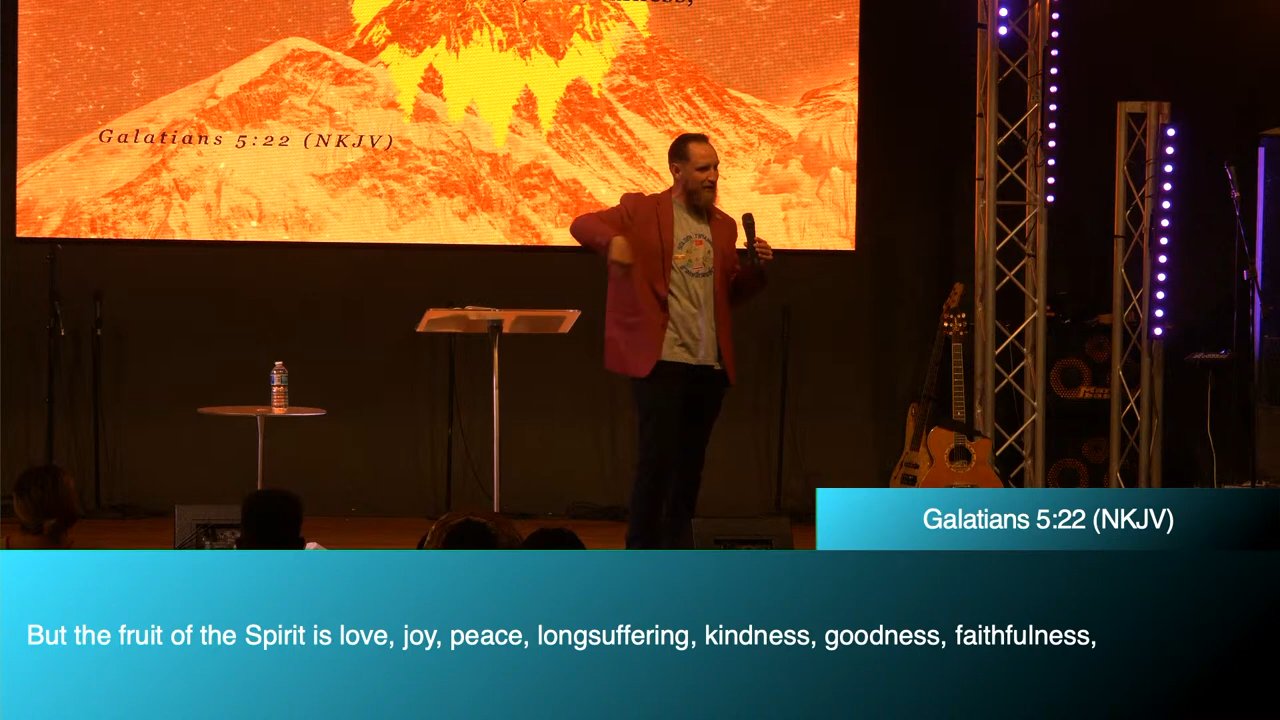 Galatians 5:22 (NKJV)
Galatians 5:22 (NKJV)
But the fruit of the Spirit is love, joy, peace, longsuffering, kindness, goodness, faithfulness,